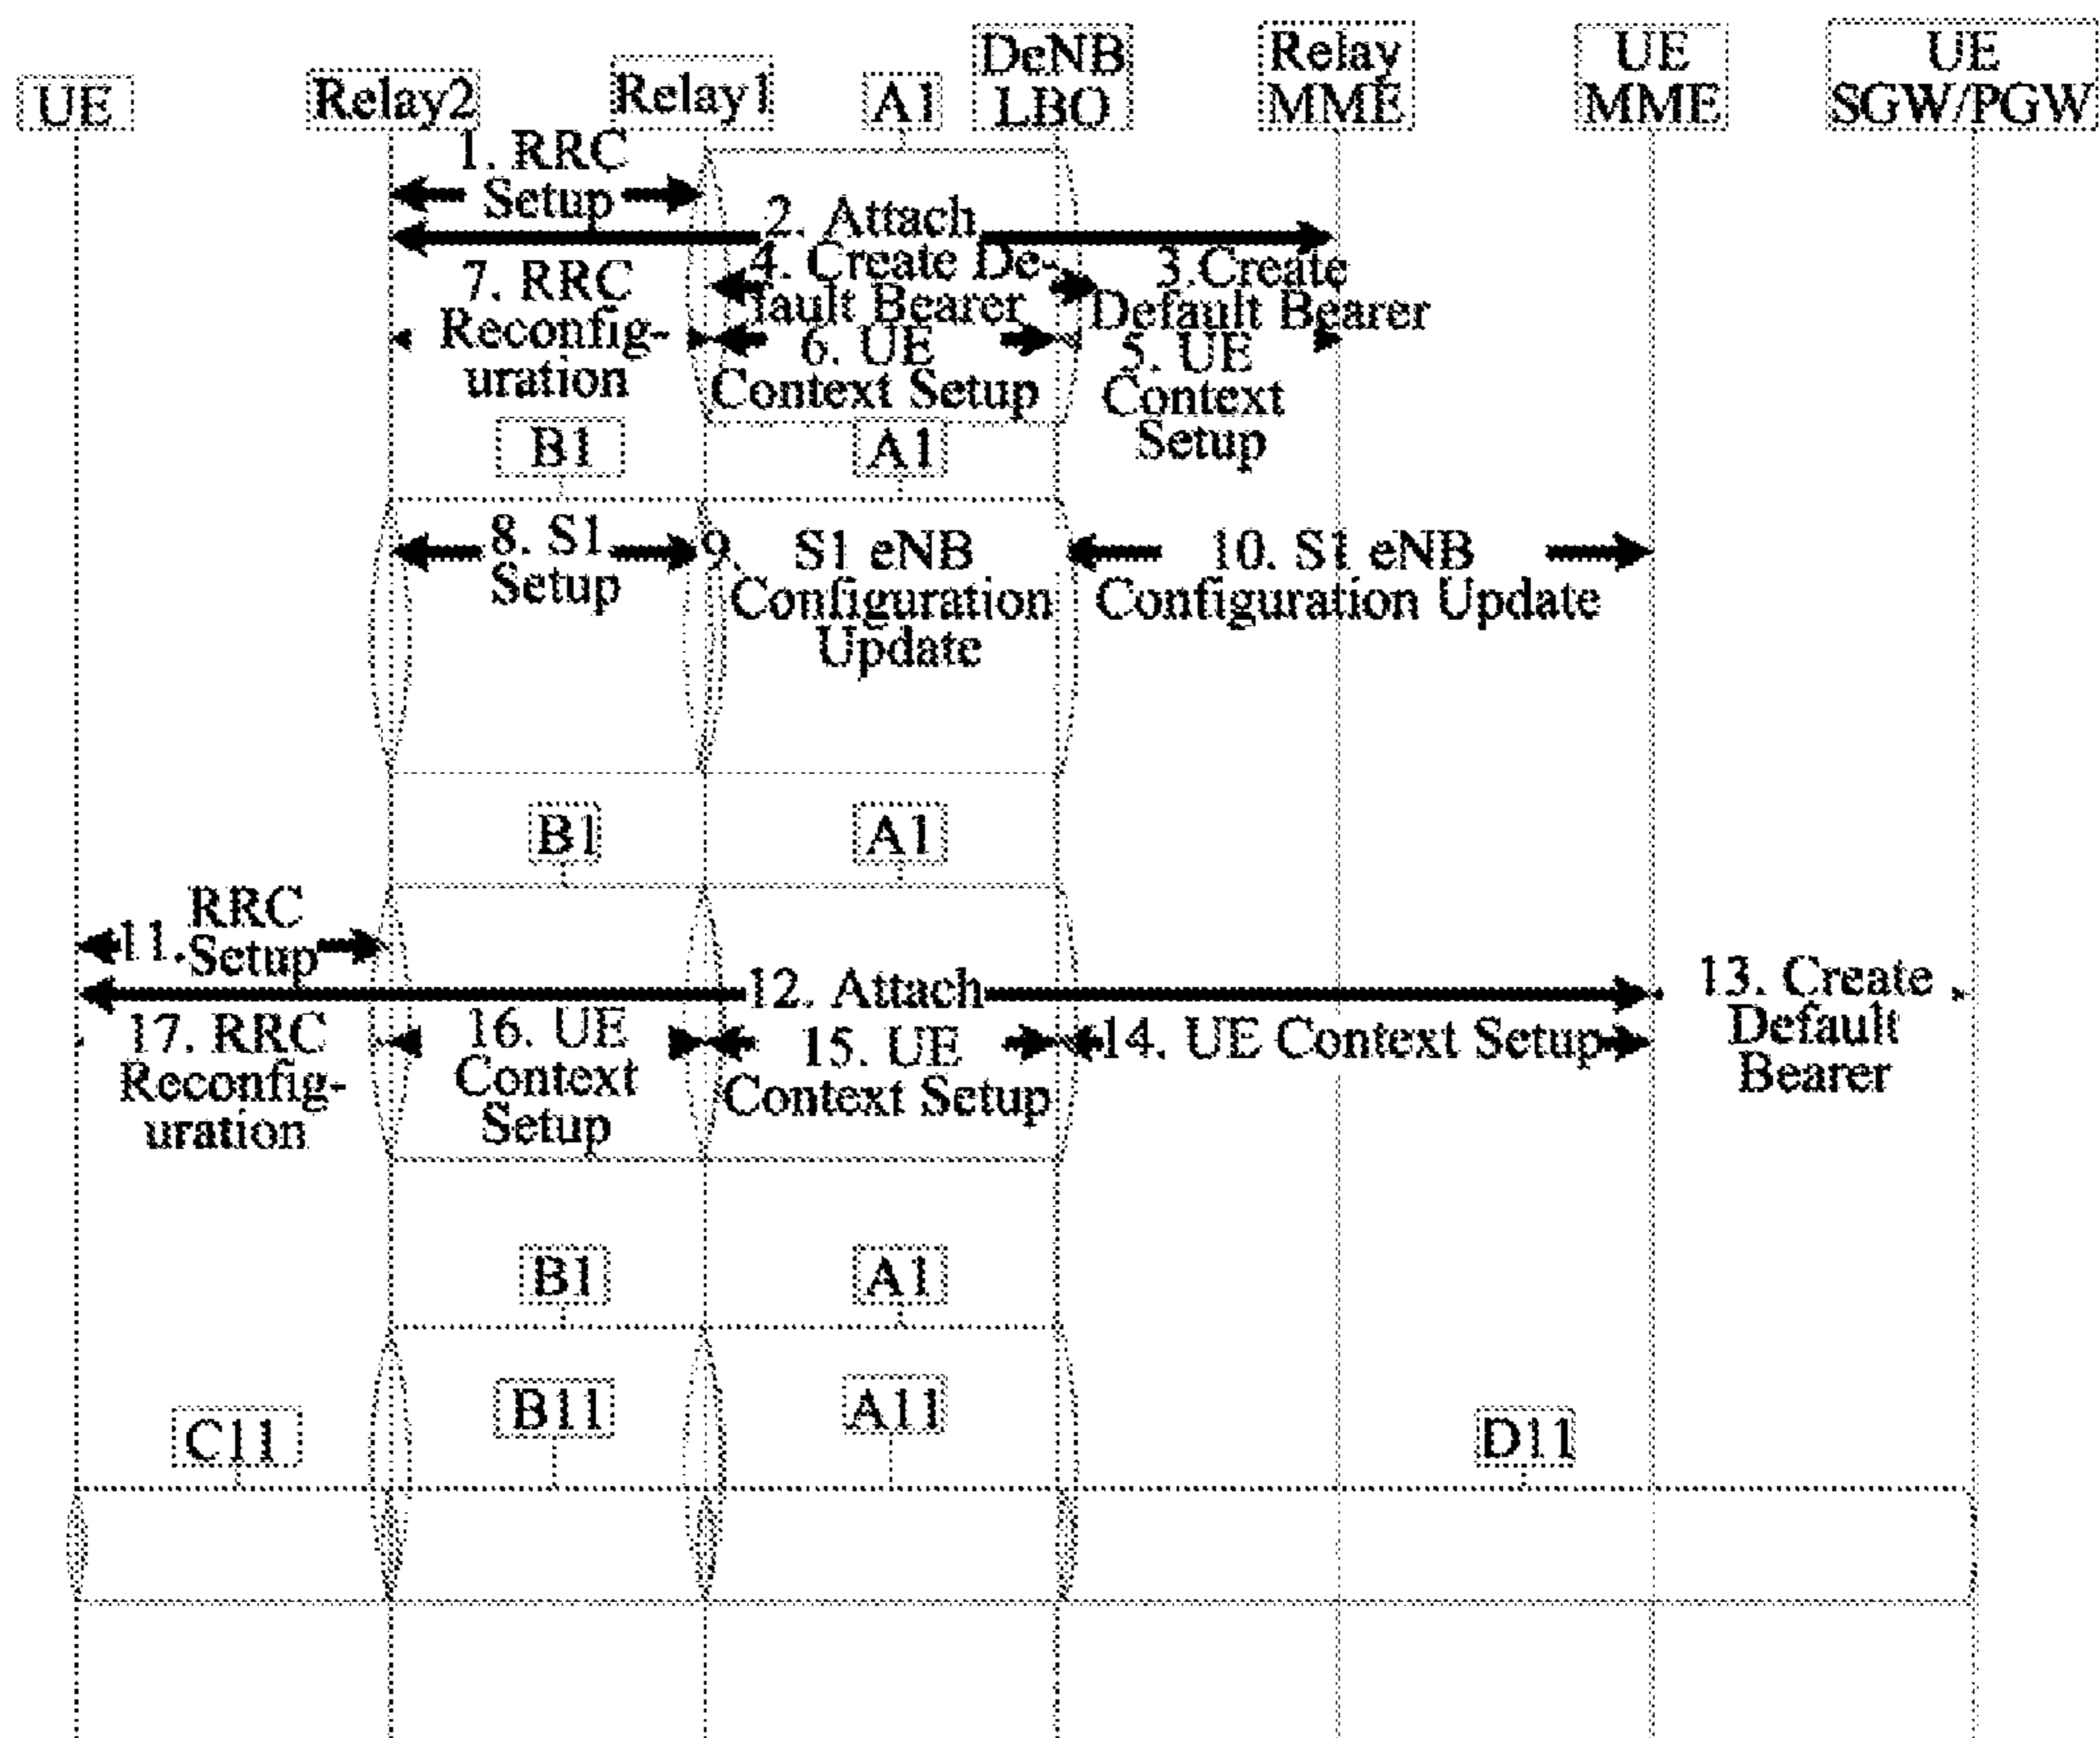 UE
Relay2
Relay1
A1
DeNB
LBO
Relay
MME
UE
MME
UE
SGW/PGW
1. RRC
Setup
2. Attach
3.Create
Default Bearer
4. Create De-
fault Bearer
5. UE
Context
Setup
6. UE
Context Setup
7. RRC
Reconfig-
uration
B1
A1
8. S1
Setup
9. S1 eNB
Configuration
Update
10. S1 eNB
Configuration Update
B1
A1
11. RRC
Setup
12. Attach
13. Create
Default
Bearer
14. UE Context Setup
15. UE
Context Setup
16. UE
Context
Setup
17. RRC
Reconfig-
uration
B1
A1
C11
B11
A11
D11